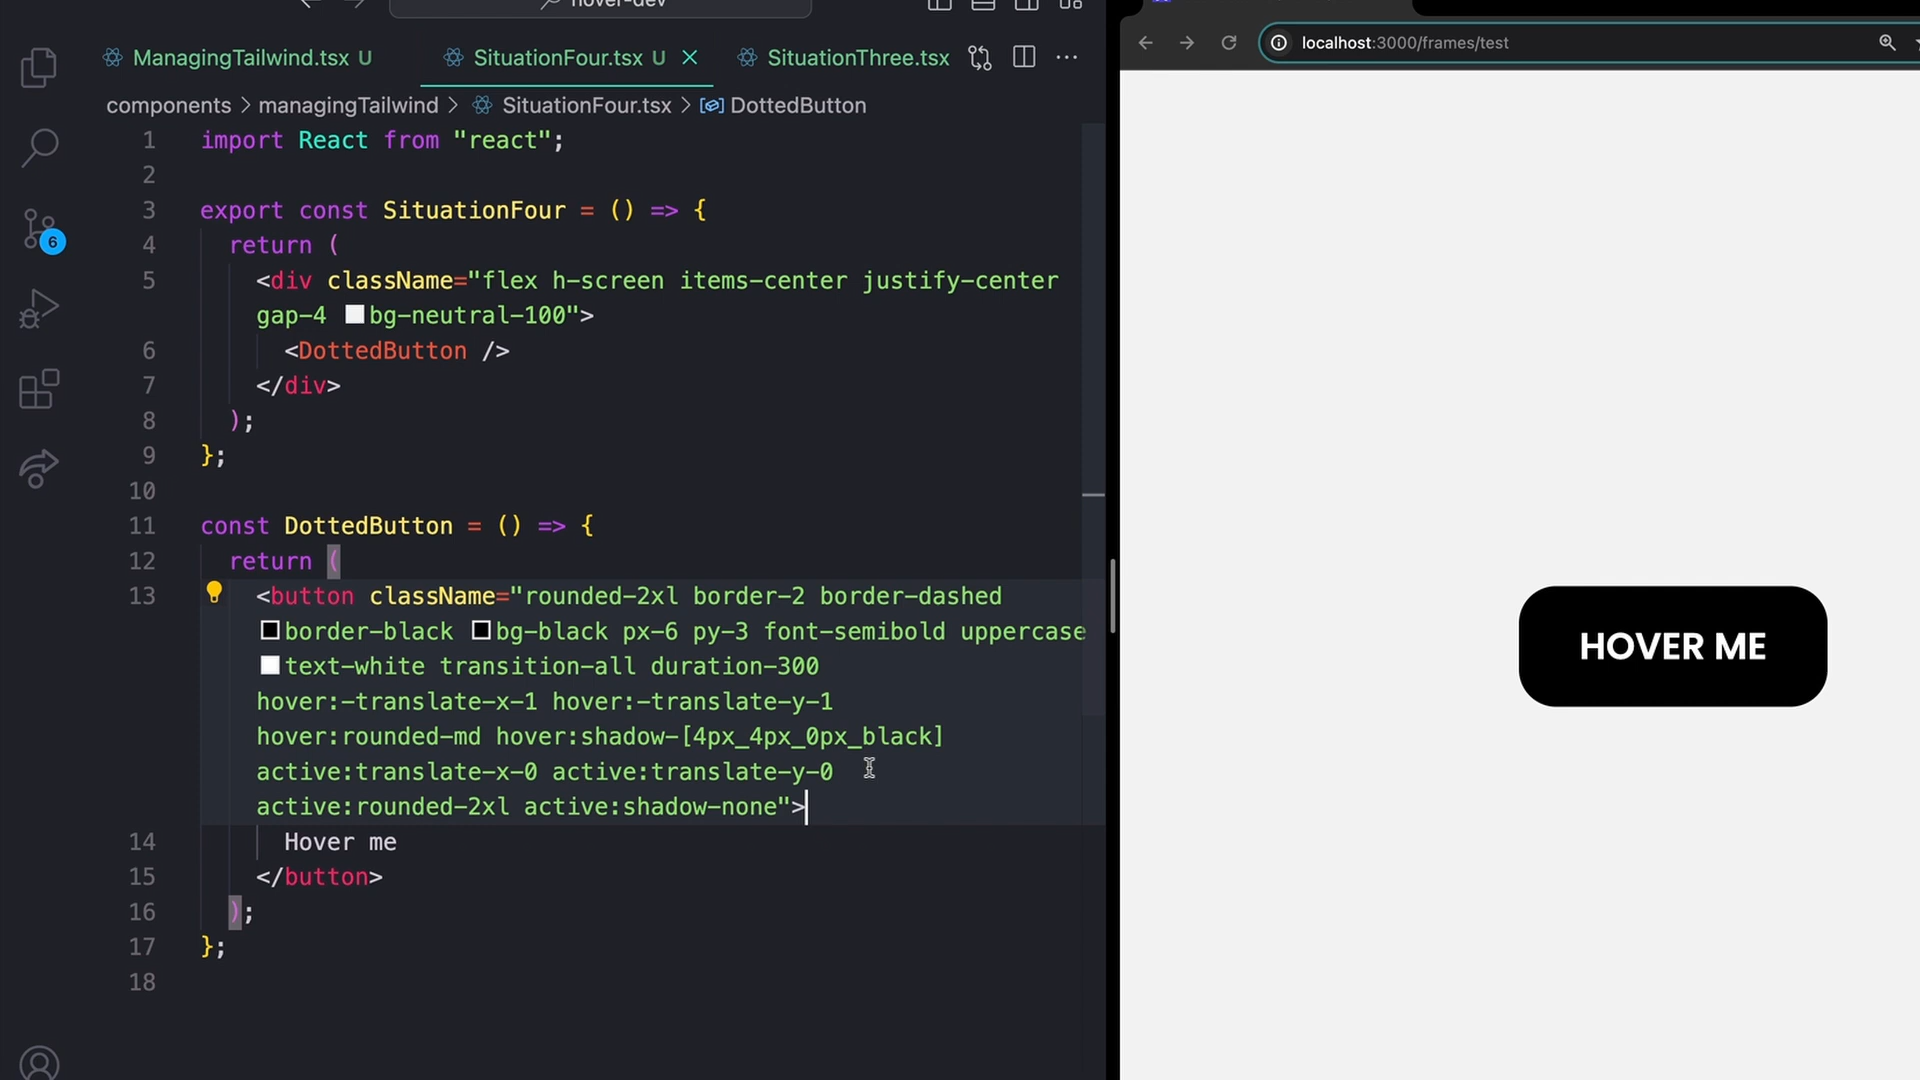 hover-dev
ManagingTailwind.tsx U
SituationFour.tsx U
SituationThree.tsx
components > managingTailwind > SituationFour.tsx > DottedButton
1 import React from "react";
2
3 export const SituationFour = () => {
4 return (
5 <div className="flex h-screen items-center justify-center
gap-4 bg-neutral-100">
6 <DottedButton />
7 </div>
8 );
9 };
10
11 const DottedButton = () => {
12 return (
13 <button className="rounded-2xl border-2 border-dashed
border-black bg-black px-6 py-3 font-semibold uppercase
text-white transition-all duration-300
hover:-translate-x-1 hover:-translate-y-1
hover:rounded-md hover:shadow-[4px_4px_0px_black]
active:translate-x-0 active:translate-y-0
active:rounded-2xl active:shadow-none">
14 Hover me
15 </button>
16 );
17 };
18
6
localhost:3000/frames/test
HOVER ME